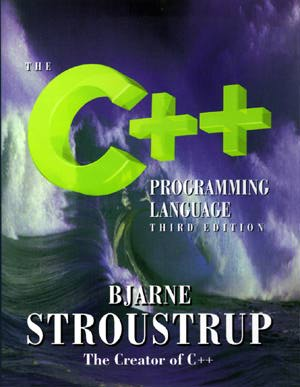 THE
C++
PROGRAMMING
LANGUAGE
THIRD EDITION
BJARNE
STROUSTRUP
The Creator of C++